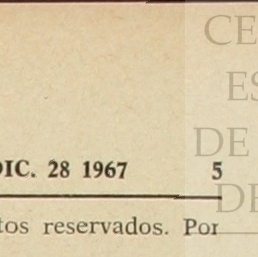 CE
ES
DIC. 28 1967 5
DE
DE
tos reservados. Por